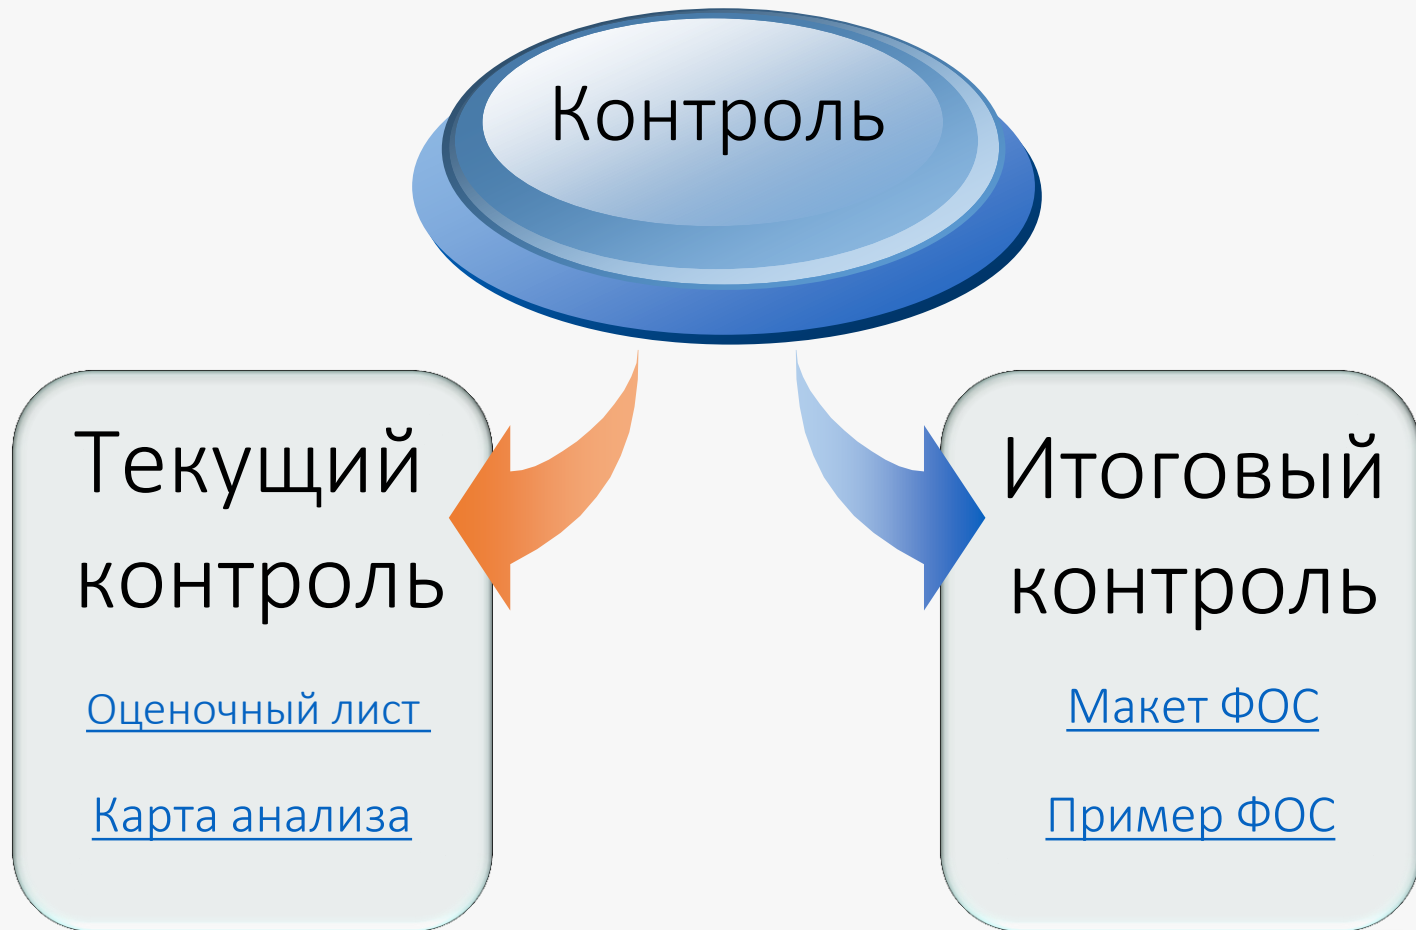 Контроль
Текущий
контроль
Оценочный лист
Карта анализа
Итоговый
контроль
Макет ФОС
Пример ФОС